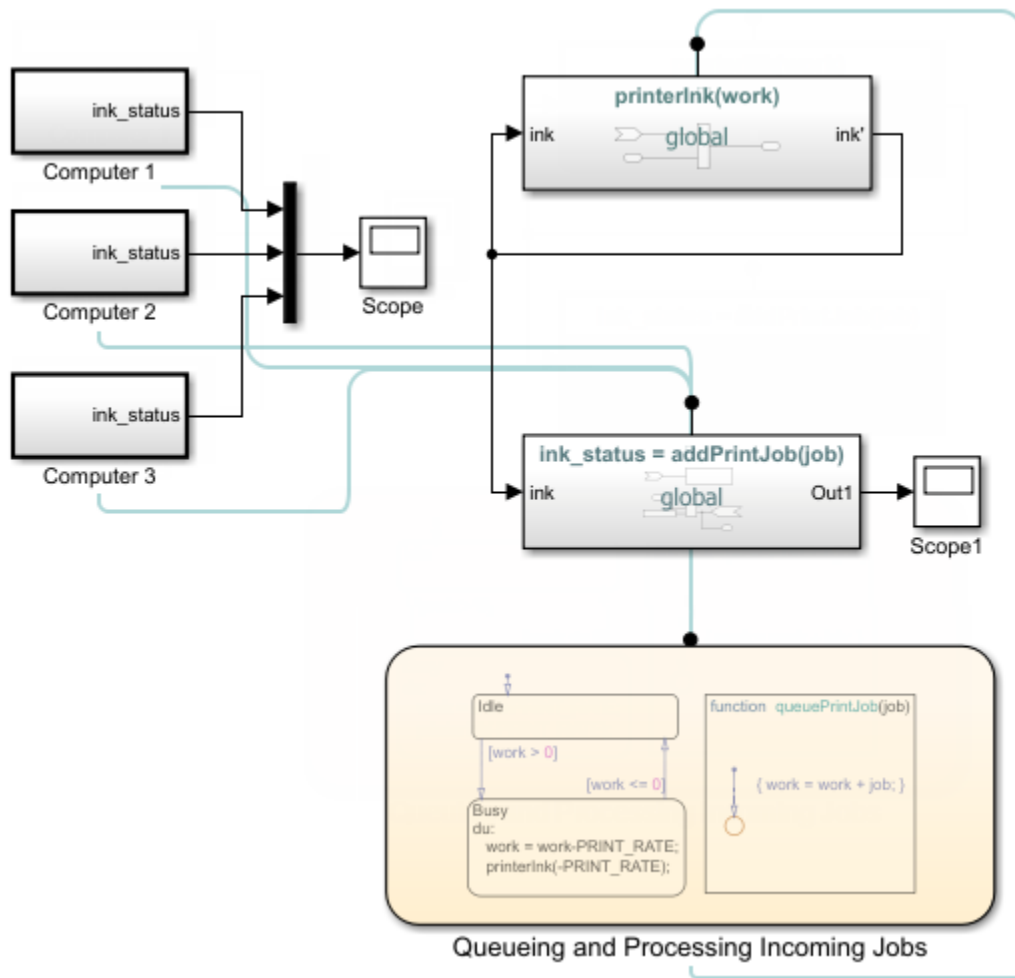 ink_status
Computer 1
ink_status
Computer 2
ink_status
Computer 3
Scope
printerInk(work)
ink
global
ink'
ink_status = addPrintJob(job)
ink
global
Out1
Scope1
Idle
[work > 0]
[work <= 0]
Busy
du:
work = work-PRINT_RATE;
printerInk(-PRINT_RATE);
function queuePrintJob(job)
{ work = work + job; }
Queueing and Processing Incoming Jobs